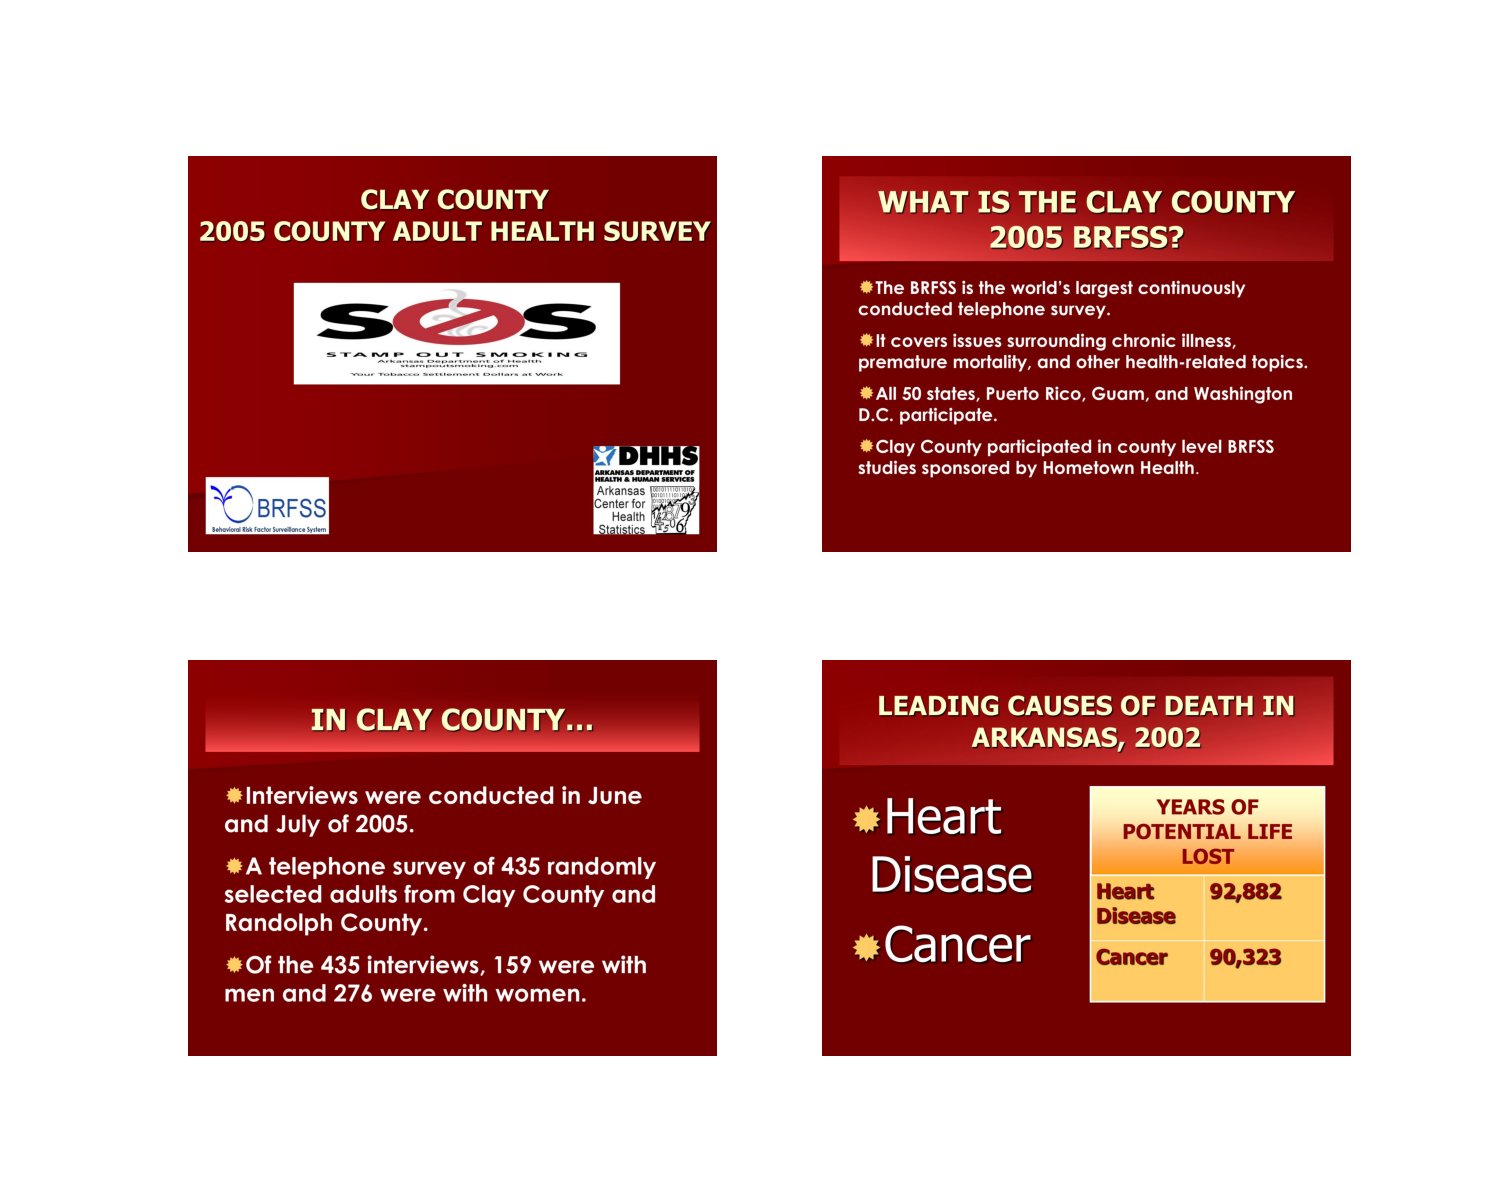 CLAY COUNTY
2005 COUNTY ADULT HEALTH SURVEY
SOS
STAMP OUT SMOKING
Arkansas Department of Health
stampoutsmoking.com
Your Tobacco Settlement Dollars at Work
BRFSS
Behavioral Risk Factor Surveillance System
DHHS
ARKANSAS DEPARTMENT OF
HEALTH & HUMAN SERVICES
Arkansas
Center for
Health
Statistics
WHAT IS THE CLAY COUNTY
2005 BRFSS?
The BRFSS is the world's largest continuously
conducted telephone survey.
It covers issues surrounding chronic illness,
premature mortality, and other health-related topics.
All 50 states, Puerto Rico, Guam, and Washington
D.C. participate.
Clay County participated in county level BRFSS
studies sponsored by Hometown Health.
IN CLAY COUNTY…
Interviews were conducted in June
and July of 2005.
A telephone survey of 435 randomly
selected adults from Clay County and
Randolph County.
Of the 435 interviews, 159 were with
men and 276 were with women.
LEADING CAUSES OF DEATH IN
ARKANSAS, 2002
Heart
Disease
Cancer
YEARS OF
POTENTIAL LIFE
LOST
Heart 92,882
Disease
Cancer 90,323